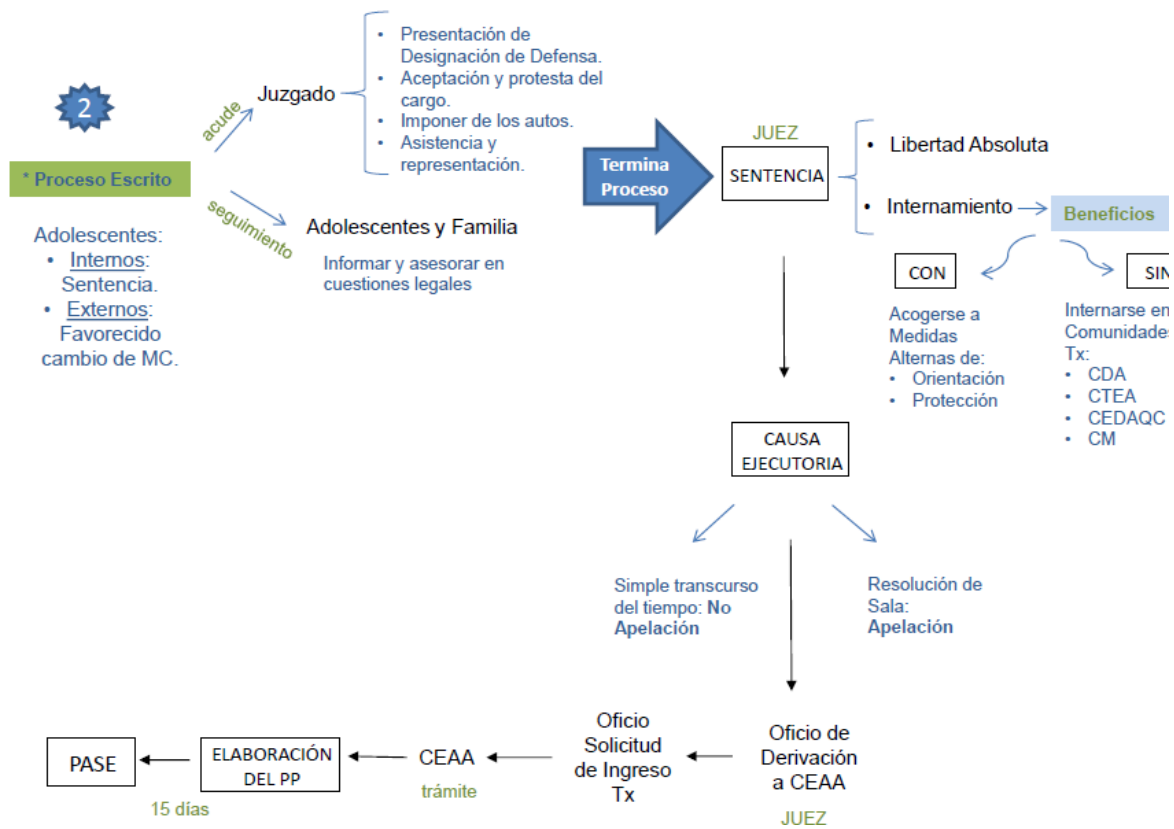 2
* Proceso Escrito
Adolescentes:
• Internos:
Sentencia.
• Externos:
Favorecido
cambio de MC.
acude
Juzgado
• Presentación de
Designación de Defensa.
• Aceptación y protesta del
cargo.
• Imponer de los autos.
• Asistencia y
representación.
seguimiento
Adolescentes y Familia
Informar y asesorar en
cuestiones legales
Termina
Proceso
JUEZ
SENTENCIA
• Libertad Absoluta
• Internamiento
Beneficios
CON
Acogerse a
Medidas
Alternas de:
• Orientación
• Protección
SIN
Internarse en
Comunidades
Tx:
• CDA
• CTEA
• CEDAQC
• CM
CAUSA
EJECUTORIA
Simple transcurso
del tiempo: No
Apelación
Resolución de
Sala:
Apelación
Oficio de
Derivación
a CEAA
JUEZ
Oficio
Solicitud
de Ingreso
Tx
CEAA
trámite
ELABORACIÓN
DEL PP
15 días
PASE